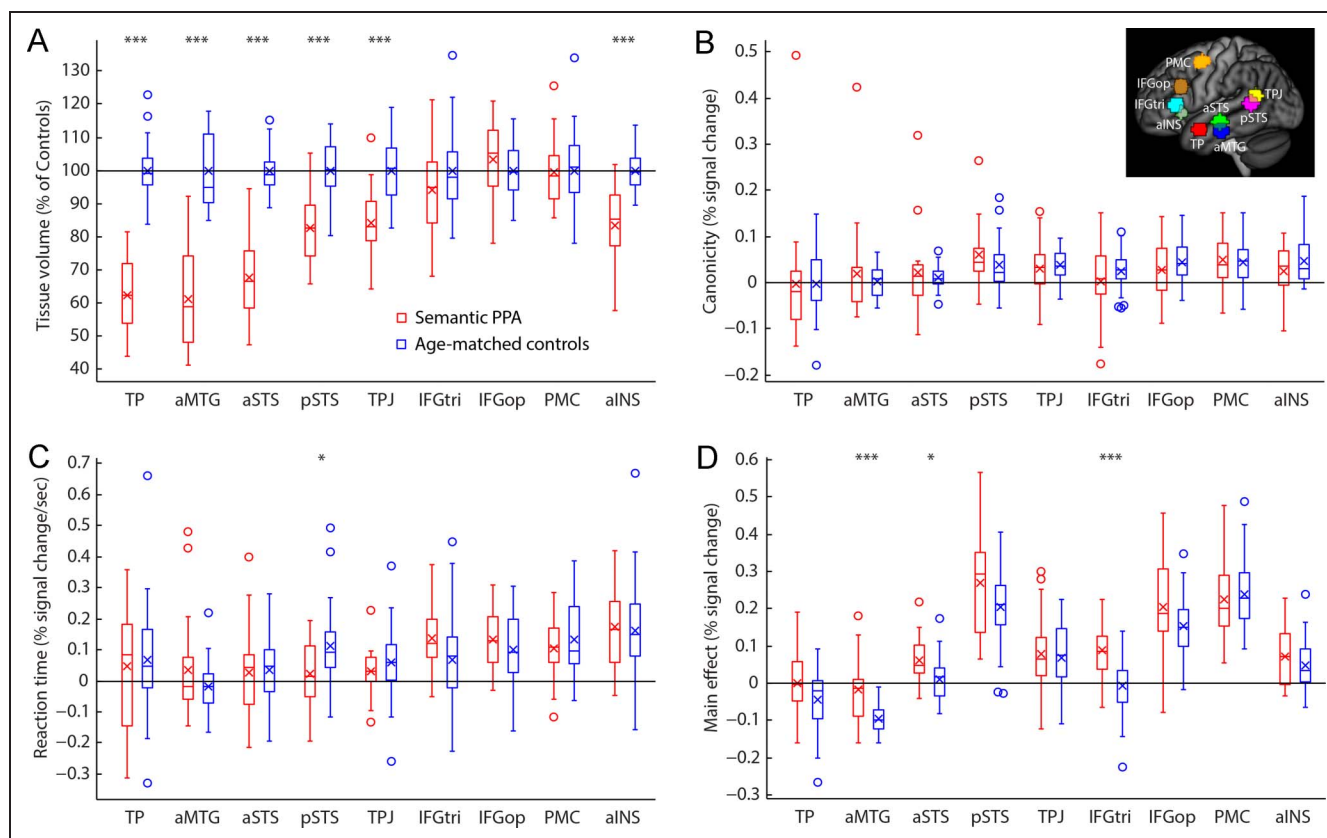 A
*** *** *** *** *** ***
Tissue volume (% of Controls)
130
120
110
100
90
80
70
60
50
40
Semantic PPA
Age-matched controls
TP aMTG aSTS pSTS TPJ IFGtri IFGop PMC aINS
B
Canonicity (% signal change)
0.5
0.4
0.3
0.2
0.1
0
−0.1
−0.2
PMC
IFGop
IFGtri
aINS
TP
aSTS
aMTG
TPJ
pSTS
TP aMTG aSTS pSTS TPJ IFGtri IFGop PMC aINS
C
*
Reaction time (% signal change/sec)
0.7
0.6
0.5
0.4
0.3
0.2
0.1
0
−0.1
−0.2
−0.3
TP aMTG aSTS pSTS TPJ IFGtri IFGop PMC aINS
D
*** * ***
Main effect (% signal change)
0.6
0.5
0.4
0.3
0.2
0.1
0
−0.1
−0.2
−0.3
TP aMTG aSTS pSTS TPJ IFGtri IFGop PMC aINS